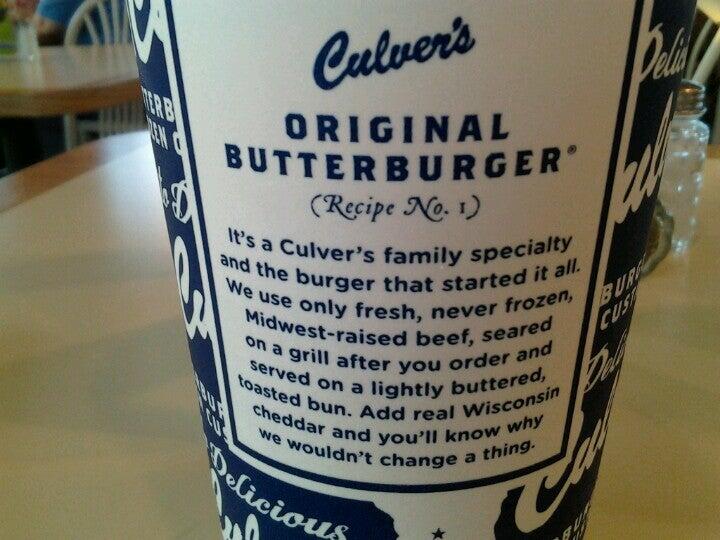 Culver's
ORIGINAL
BUTTERBURGER®
(Recipe No. 1)
It's a Culver's family specialty
and the burger that started it all.
We use only fresh, never frozen,
Midwest-raised beef, seared
on a grill after you order and
served on a lightly buttered,
toasted bun. Add real Wisconsin
cheddar and you'll know why
we wouldn't change a thing.
Delicious